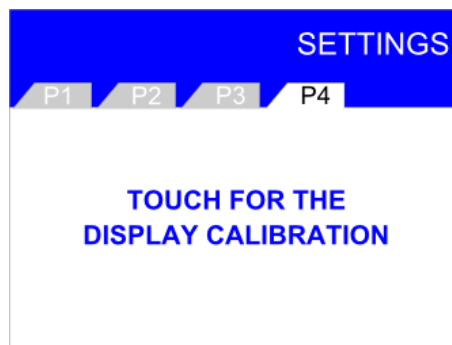 SETTINGS
P1 P2 P3 P4
TOUCH FOR THE
DISPLAY CALIBRATION